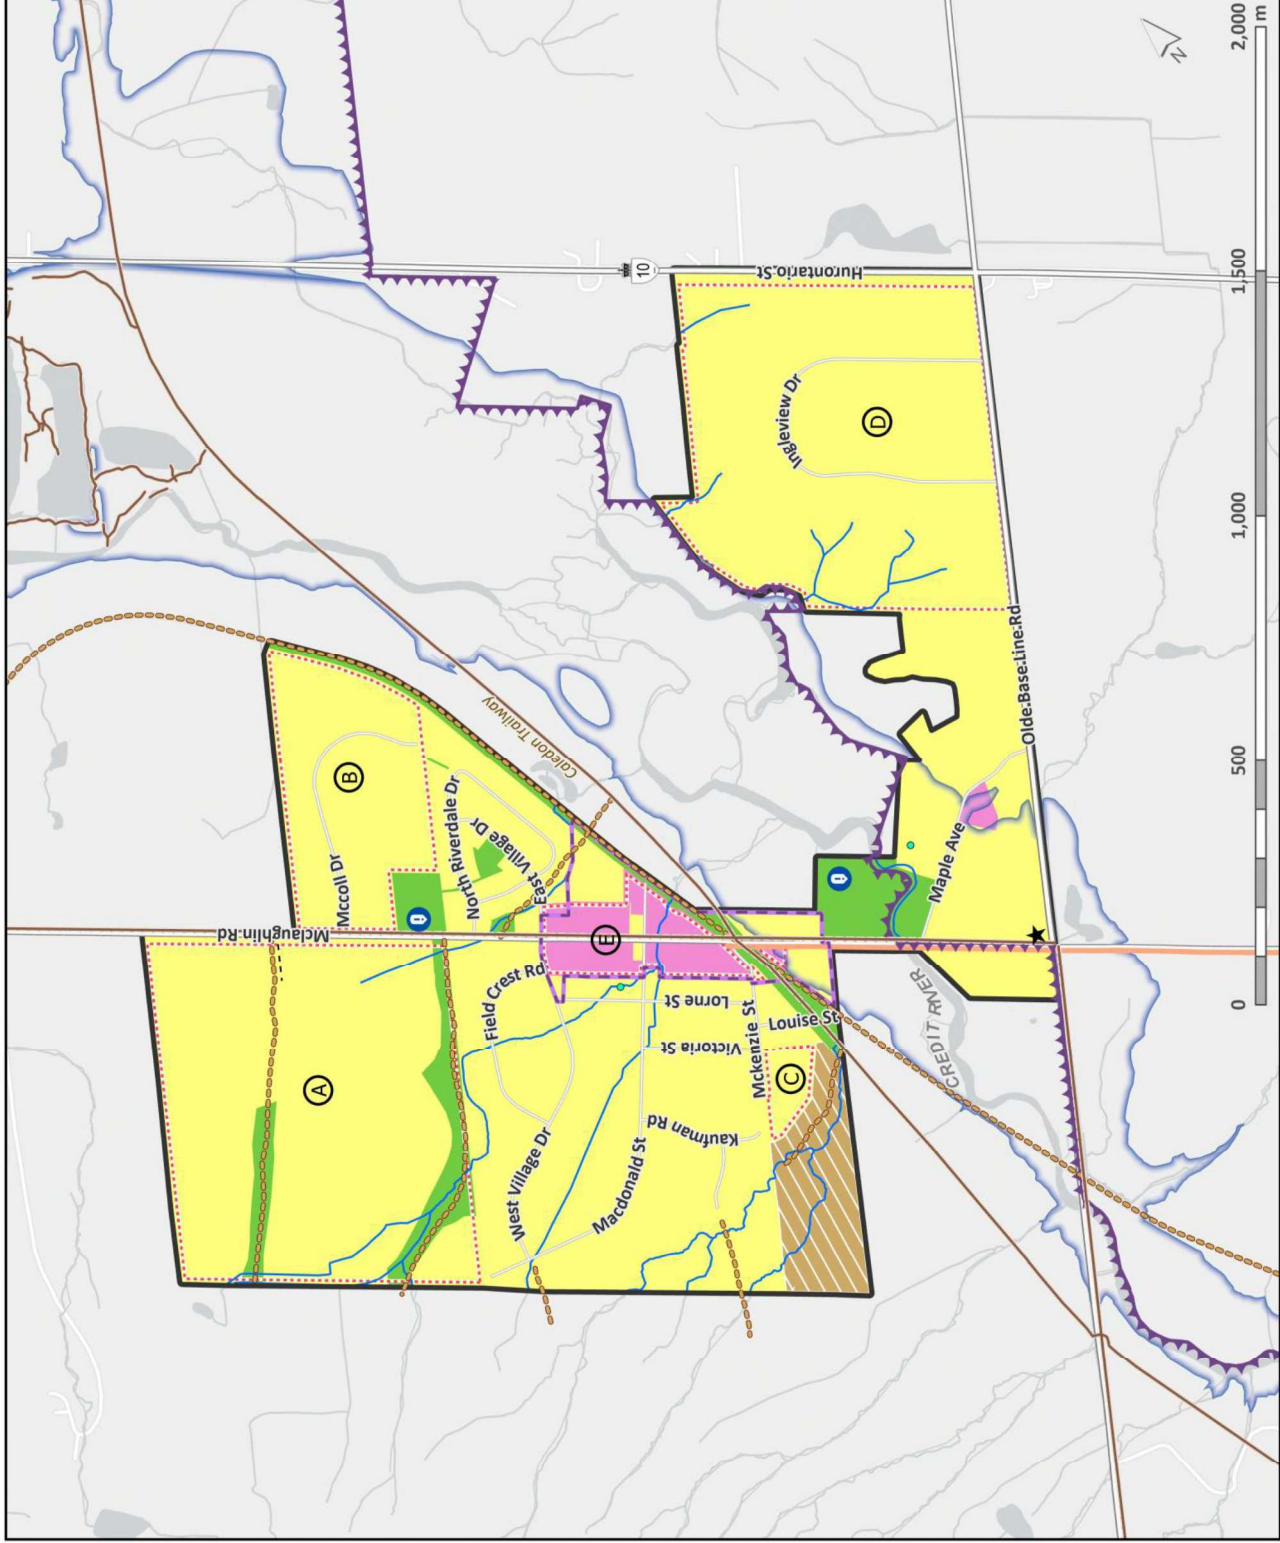 10
Hurontario St
Ingleview Dr
D
Olde Base Line Rd
Caledon Trailway
B
Mccoll Dr
Mclaughlin Rd
North Riverdale Dr
East Village Dr
Maple Ave
E
Field Crest Rd
Lorne St
Louise St
Victoria St
Mckenzie St
C
CREDIT RIVER
A
Kaufman Rd
West Village Dr
Macdonald St
N
0
500
1,000
1,500
2,000
m